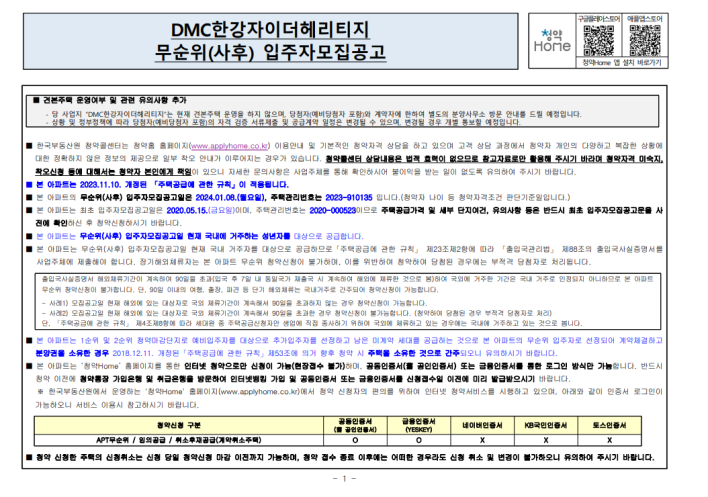 DMC한강자이더헤리티지
무순위(사후) 입주자모집공고
청약
Home
구글플레이스토어 애플앱스토어
청약Home 앱 설치 바로가기
■ 견본주택 운영여부 및 관련 유의사항 추가
- 당 사업지 "DMC한강자이더헤리티지"는 현재 견본주택 운영을 하지 않으며, 당첨자(예비당첨자 포함)와 계약자에 한하여 별도의 분양사무소 방문 안내를 드릴 예정입니다.
- 상황 및 정부정책에 따라 당첨자(예비당첨자 포함)의 자격 검증 서류제출 및 공급계약 일정은 변경될 수 있으며, 변경될 경우 개별 통보할 예정입니다.
■ 한국부동산원 청약콜센터는 청약홈 홈페이지(www.applyhome.co.kr) 이용안내 및 기본적인 청약자격 상담을 하고 있으며 고객 상담 과정에서 청약자 개인의 다양하고 복잡한 상황에
대한 정확하지 않은 정보의 제공으로 일부 착오 안내가 이루어지는 경우가 있습니다. 청약콜센터 상담내용은 법적 효력이 없으므로 참고자료로만 활용해 주시기 바라며 청약자격 미숙지,
착오신청 등에 대해서는 청약자 본인에게 책임이 있으니 자세한 문의사항은 사업주체를 통해 확인하시어 불이익을 받는 일이 없도록 유의하여 주시기 바랍니다.
■ 본 아파트는 2023.11.10. 개정된 「주택공급에 관한 규칙」이 적용됩니다.
■ 본 아파트의 무순위(사후) 입주자모집공고일은 2024.01.08.(월요일), 주택관리번호는 2023-910135 입니다.(청약자 나이 등 청약자격조건 판단기준일입니다.)
■ 본 아파트는 최초 입주자모집공고일은 2020.05.15.(금요일)이며, 주택관리번호는 2020-000523이므로 주택공급가격 및 세부 단지여건, 유의사항 등은 반드시 최초 입주자모집공고문을 사
전에 확인하신 후 청약신청하시기 바랍니다.
■ 본 아파트는 무순위(사후) 입주자모집공고일 현재 국내에 거주하는 성년자를 대상으로 공급합니다.
■ 본 아파트는 무순위(사후) 입주자모집공고일 현재 국내 거주자를 대상으로 공급하므로 「주택공급에 관한 규칙」 제23조제2항에 따라 「출입국관리법」 제88조의 출입국사실증명서를
사업주체에 제출해야 합니다. 장기해외체류자는 본 아파트 무순위 청약신청이 불가하며, 이를 위반하여 청약하여 당첨된 경우에는 부적격 당첨자로 처리됩니다.
출입국사실증명서 해외체류기간이 계속하여 90일을 초과(입국 후 7일 내 동일국가 재출국 시 계속하여 해외에 체류한 것으로 봄)하여 국외에 거주한 기간은 국내 거주로 인정되지 아니하므로 본 아파트
무순위 청약신청이 불가합니다. 단, 90일 이내의 여행, 출장, 파견 등 단기 해외체류는 국내거주로 간주되어 청약신청이 가능합니다.
- 사례1) 모집공고일 현재 해외에 있는 대상자로 국외 체류기간이 계속해서 90일을 초과하지 않는 경우 청약신청이 가능합니다.
- 사례2) 모집공고일 현재 해외에 있는 대상자로 국외 체류기간이 계속해서 90일을 초과한 경우 청약신청이 불가능합니다. (청약하여 당첨된 경우 부적격 당첨자로 처리)
단, 「주택공급에 관한 규칙」 제4조제8항에 따라 세대원 중 주택공급신청자만 생업에 직접 종사하기 위하여 국외에 체류하고 있는 경우에는 국내에 거주하고 있는 것으로 봅니다.
■ 본 아파트는 1순위 및 2순위 청약마감단지로 예비입주자를 대상으로 추가입주자를 선정하고 남은 미계약 세대를 공급하는 것으로 본 아파트의 무순위 입주자로 선정되어 계약체결하고
분양권을 소유한 경우 2018.12.11. 개정된「주택공급에 관한 규칙」제53조에 의거 향후 청약 시 주택을 소유한 것으로 간주되오니 유의하시기 바랍니다.
■ 본 아파트는 '청약Home' 홈페이지를 통한 인터넷 청약으로만 신청이 가능(현장접수 불가)하며, 공동인증서(舊 공인인증서) 또는 금융인증서를 통한 로그인 방식만 가능합니다. 반드시
청약 이전에 청약통장 가입은행 및 취급은행을 방문하여 인터넷뱅킹 가입 및 공동인증서 또는 금융인증서를 신청접수일 이전에 미리 발급받으시기 바랍니다.
※ 한국부동산원에서 운영하는 '청약Home' 홈페이지(www.applyhome.co.kr)에서 청약 신청자의 편의를 위하여 인터넷 청약서비스를 시행하고 있으며, 아래와 같이 인증서 로그인이
가능하오니 서비스 이용시 참고하시기 바랍니다.
청약신청 구분 공동인증서 (舊 공인인증서) 금융인증서 (YESKEY) 네이버인증서 KB국민인증서 토스인증서
APT무순위 / 임의공급 / 취소후재공급(계약취소주택) O O X X X
■ 청약 신청한 주택의 신청취소는 신청 당일 청약신청 마감 이전까지 가능하며, 청약 접수 종료 이후에는 어떠한 경우라도 신청 취소 및 변경이 불가하오니 유의하여 주시기 바랍니다.
- 1 -